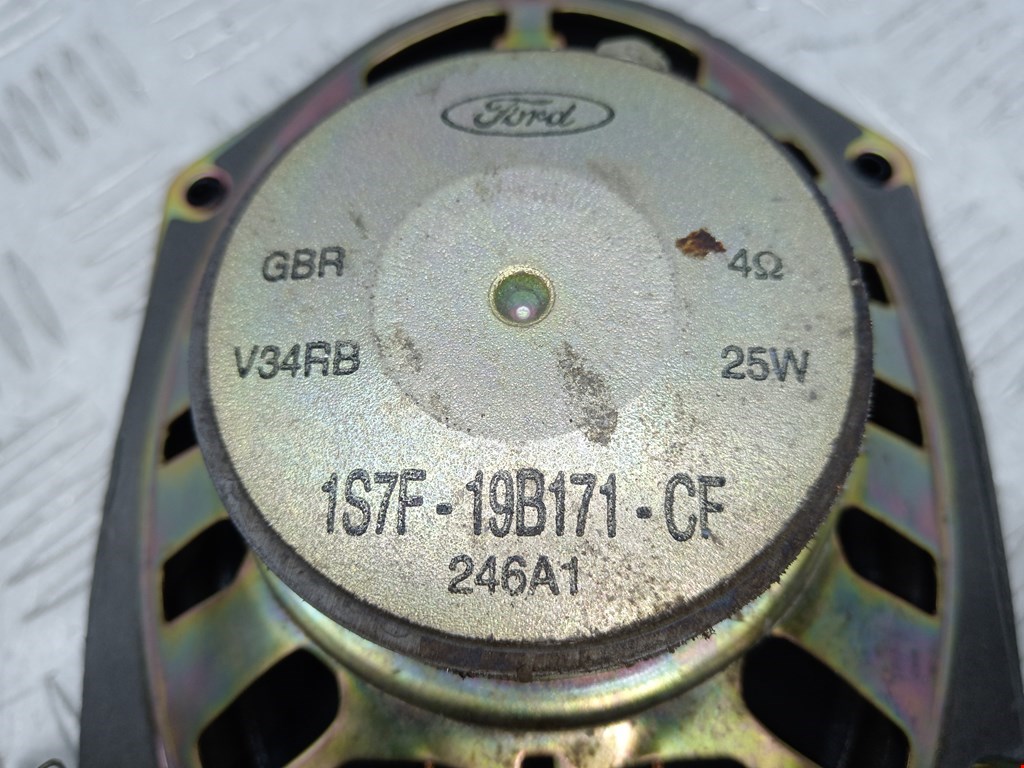 Ford
GBR 4Ω
V34RB 25W
1S7F - 19B171 - CF
246A1